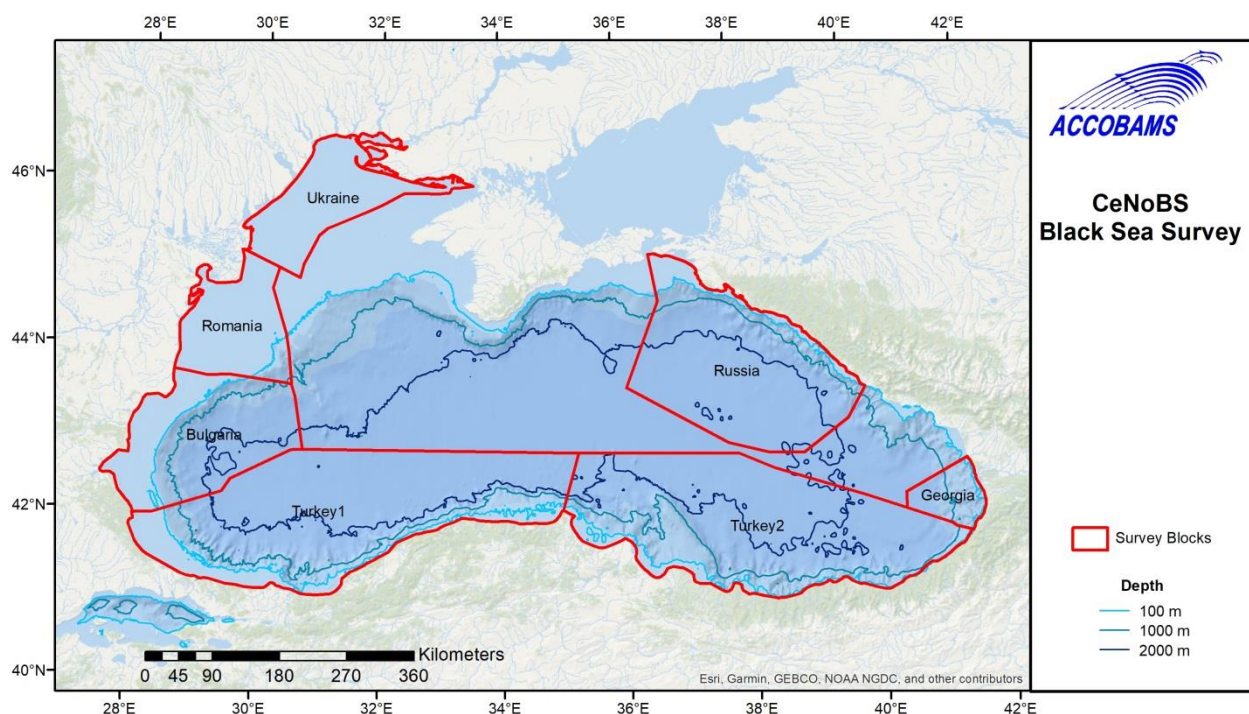 28°E 30°E 32°E 34°E 36°E 38°E 40°E 42°E
ACCOBAMS
CeNoBS
Black Sea Survey
46°N
44°N
42°N
40°N
Ukraine
Romania
Bulgaria
Russia
Georgia
Turkey1
Turkey2
Survey Blocks
Depth
100 m
1000 m
2000 m
Kilometers
0 45 90 180 270 360
Esri, Garmin, GEBCO, NOAA NGDC, and other contributors
28°E 30°E 32°E 34°E 36°E 38°E 40°E 42°E